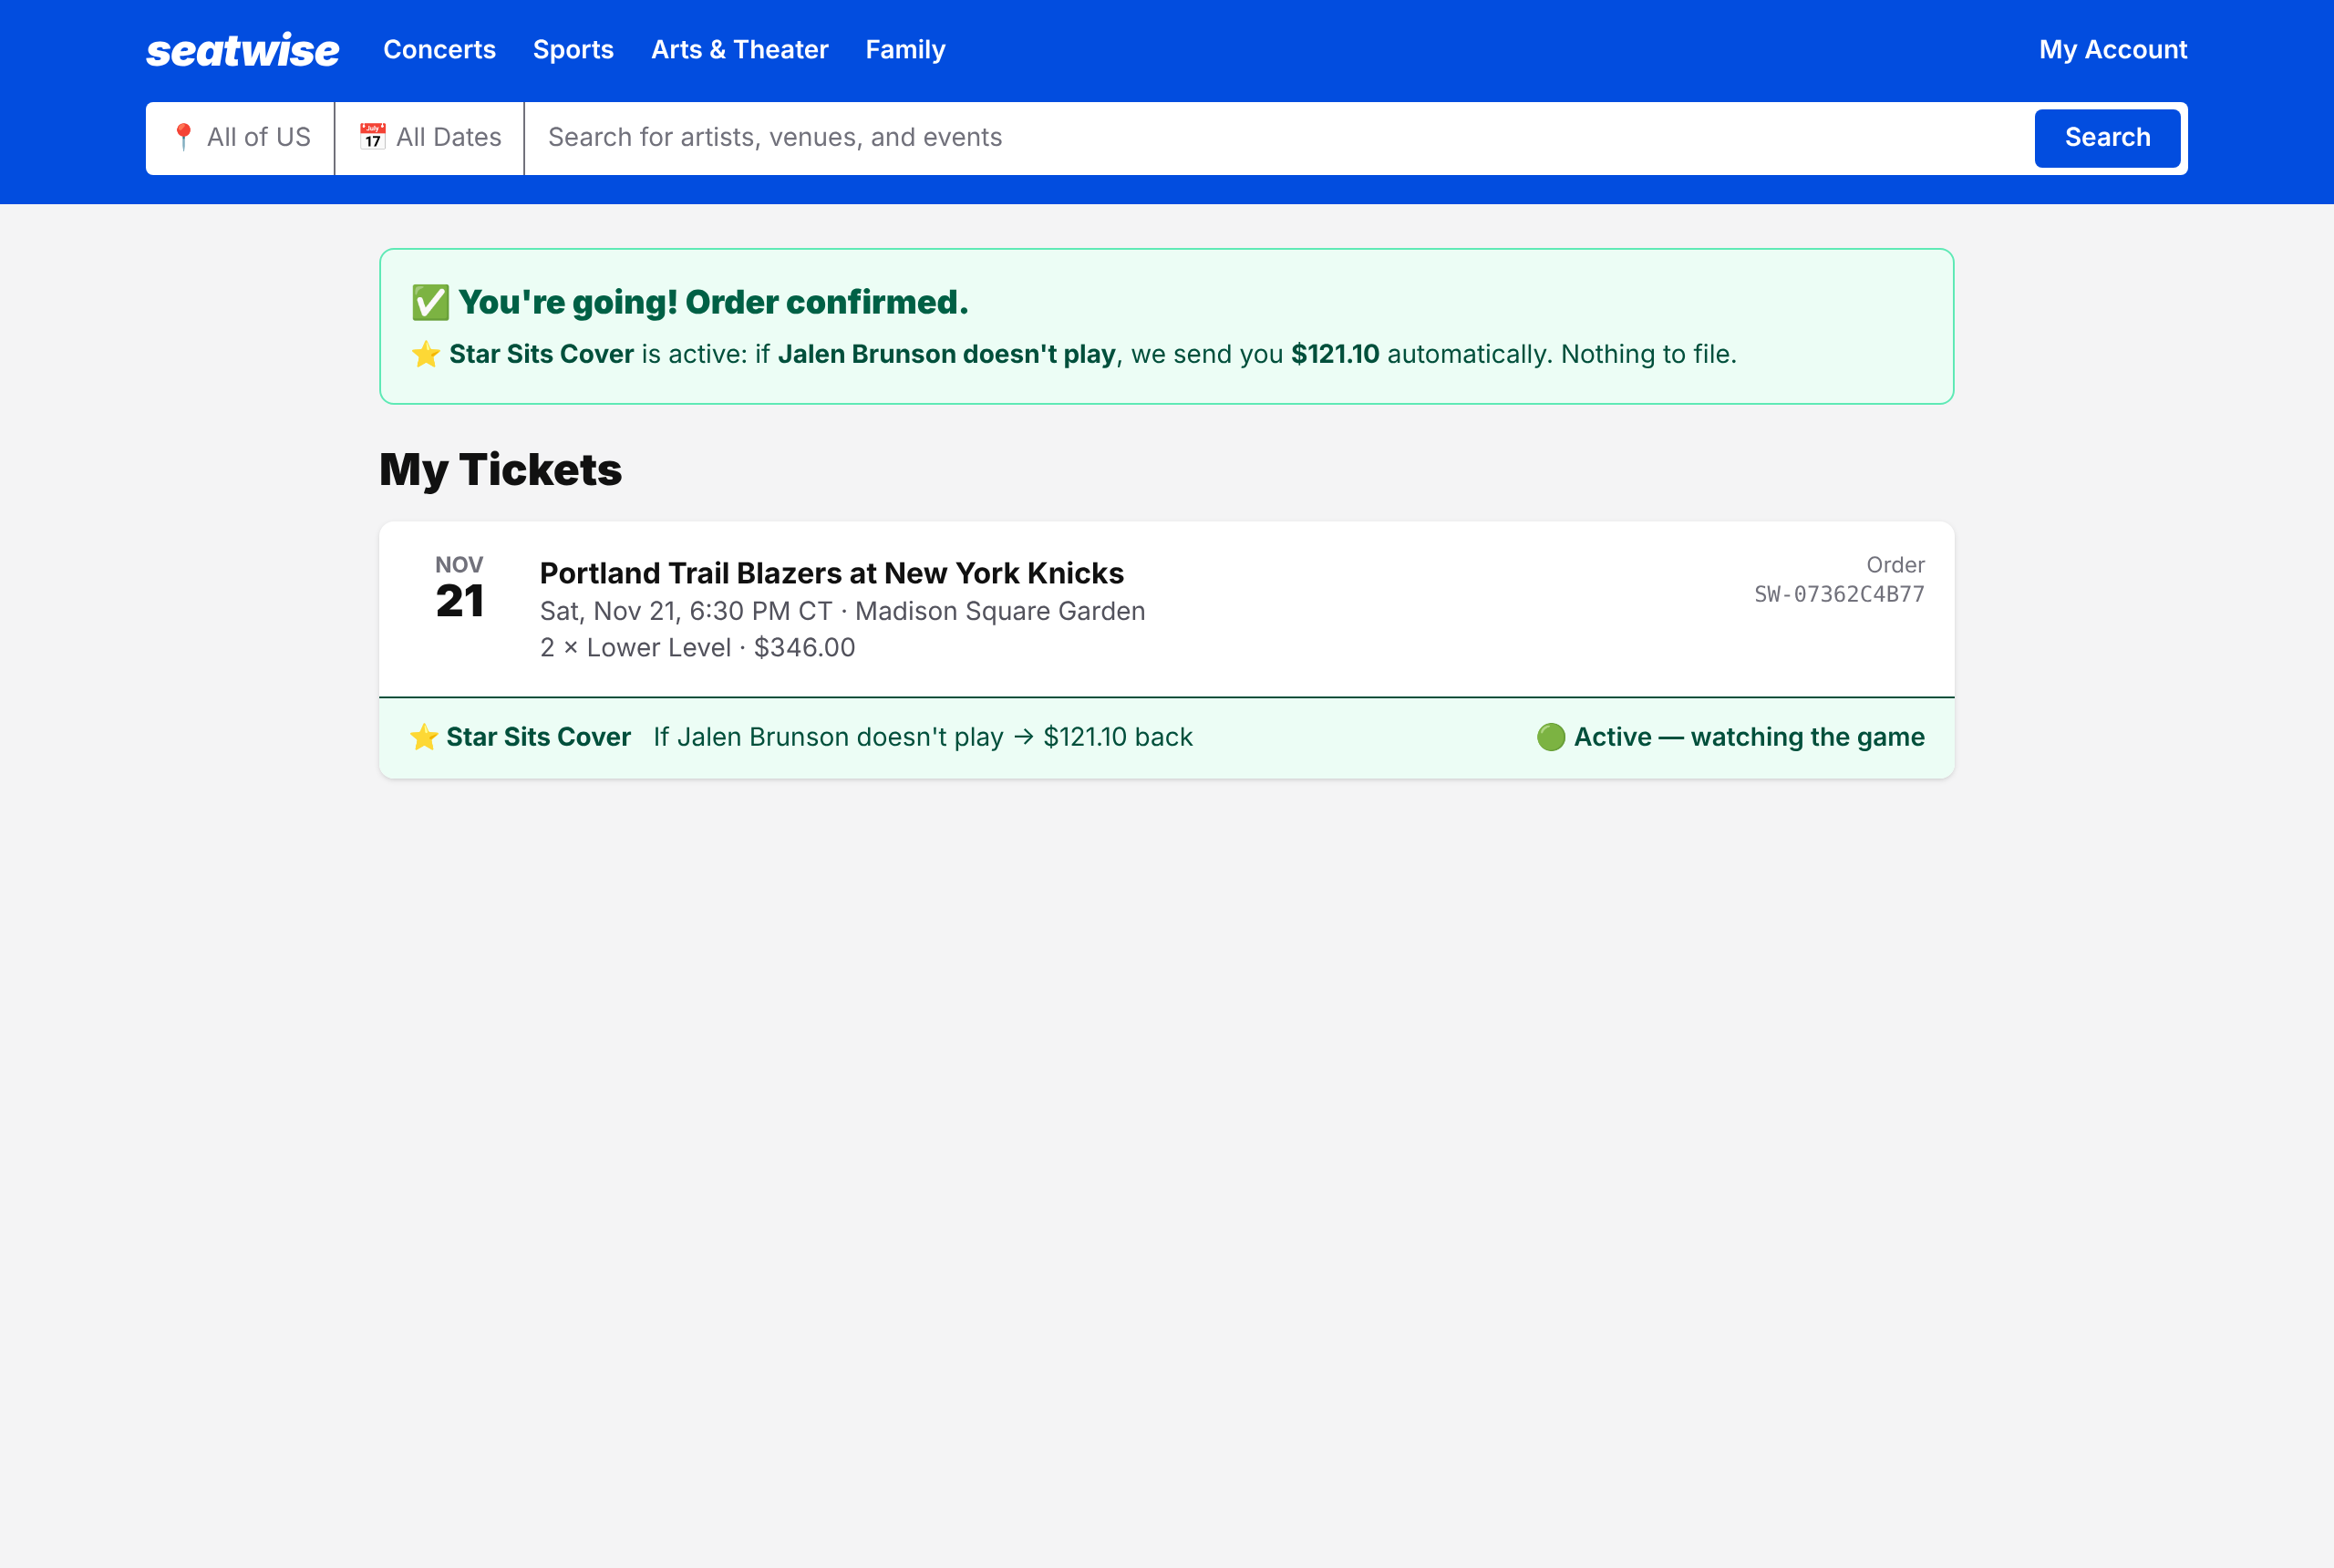 seatwise Concerts Sports Arts & Theater Family My Account
📍 All of US 📅 All Dates Search for artists, venues, and events Search
✅ You're going! Order confirmed.
⭐ Star Sits Cover is active: if Jalen Brunson doesn't play, we send you $121.10 automatically. Nothing to file.
My Tickets
NOV
21
Portland Trail Blazers at New York Knicks
Sat, Nov 21, 6:30 PM CT · Madison Square Garden
2 × Lower Level · $346.00
Order
SW-07362C4B77
⭐ Star Sits Cover If Jalen Brunson doesn't play → $121.10 back 🟢 Active — watching the game